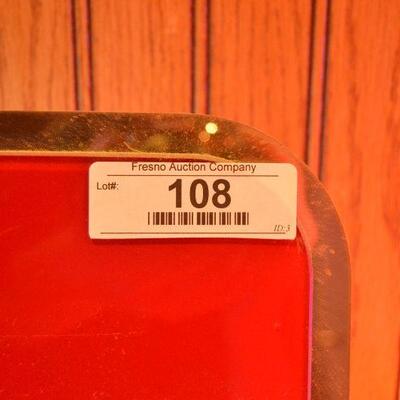 Fresno Auction Company
Lot#:
108
ID:3